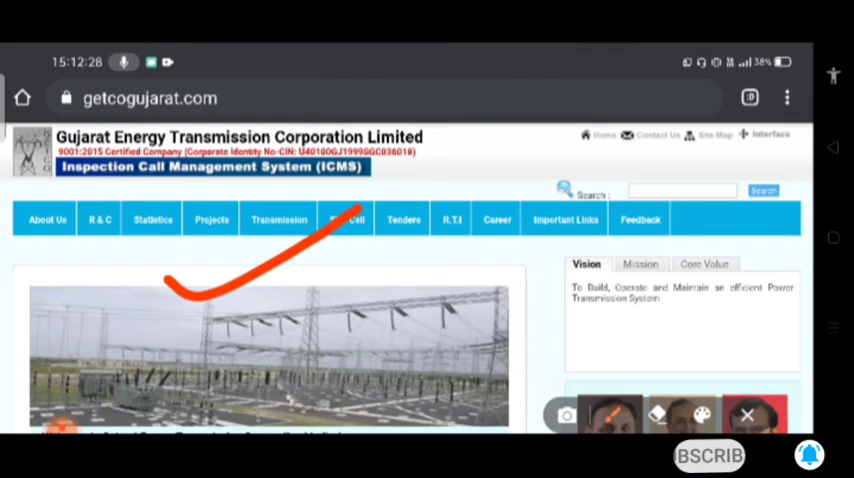 15:12:28
38%
getcogujarat.com
:D
Gujarat Energy Transmission Corporation Limited
9001:2015 Certified Company (Corporate Identity No-CIN: U40100GJ1999SGC036018)
Inspection Call Management System (ICMS)
Home Contact Us Site Map Interface
Search : Search
About Us R & C Statistics Projects Transmission Cell Tenders R.T.I Career Important Links Feedback
Vision Mission Core Value
To Build, Operate and Maintain an efficient Power
Transmission System
BSCRIB